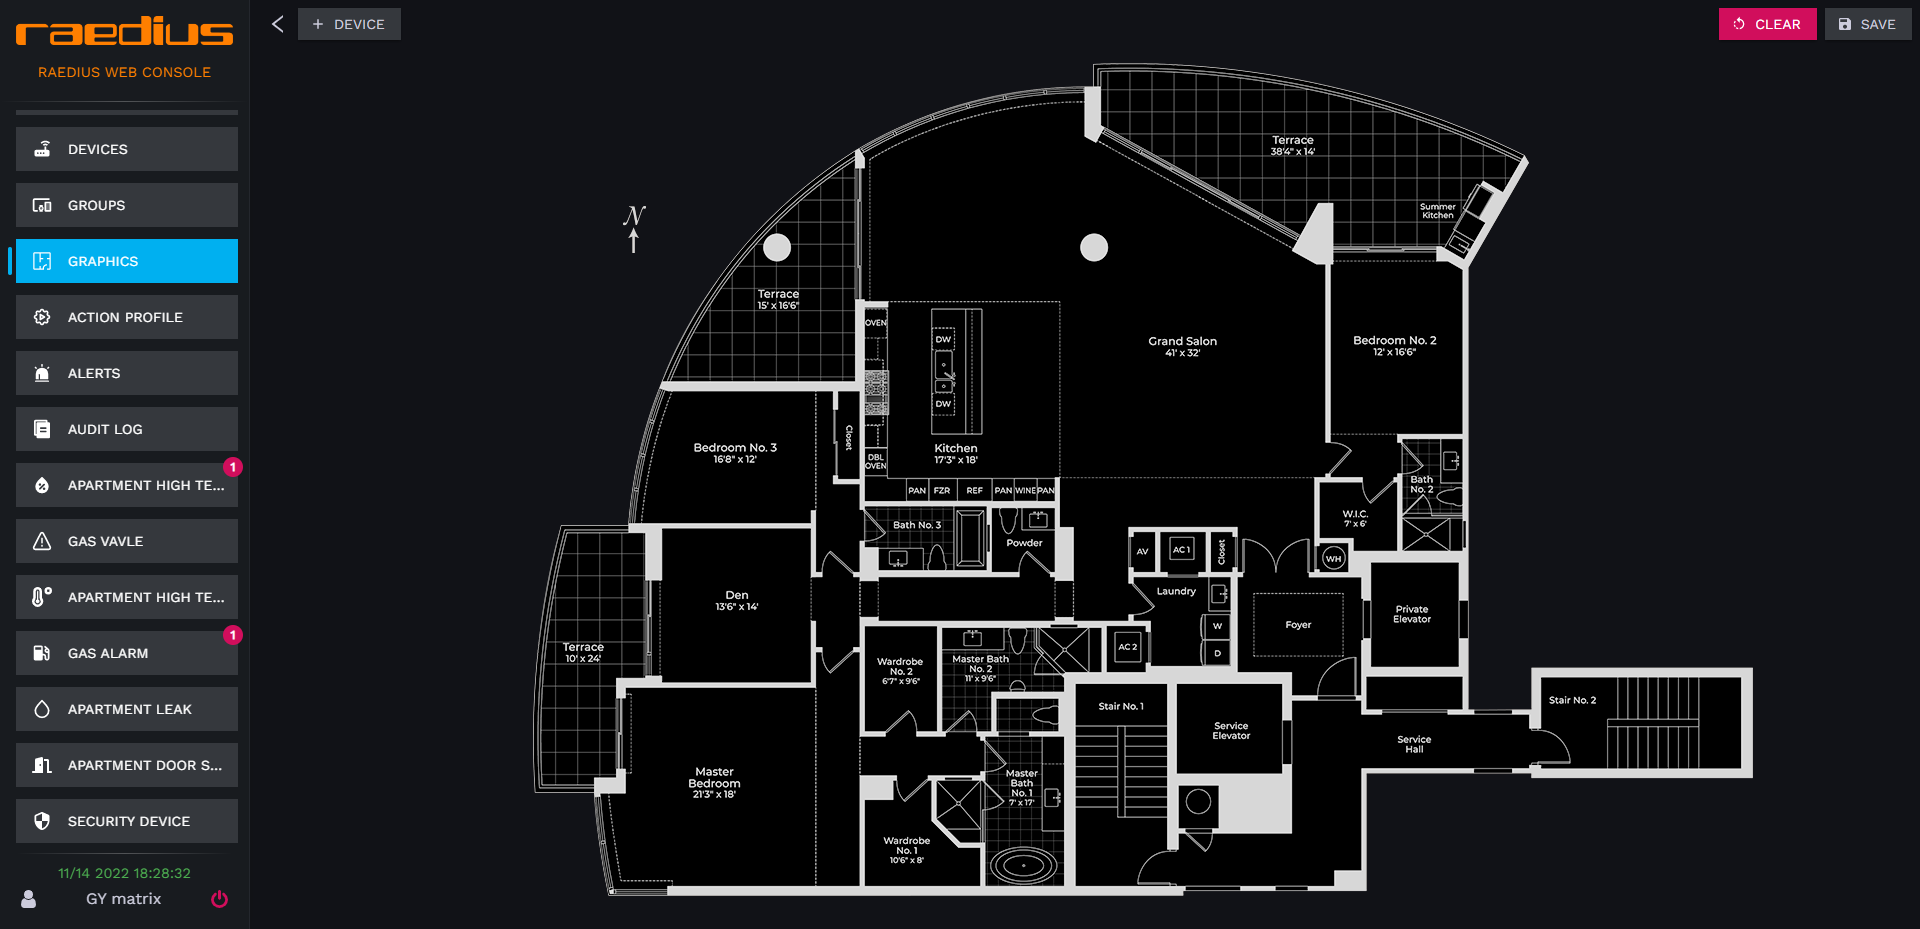 raedius
RAEDIUS WEB CONSOLE
DEVICES
GROUPS
GRAPHICS
ACTION PROFILE
ALERTS
AUDIT LOG
APARTMENT HIGH TE...
1
GAS VAVLE
APARTMENT HIGH TE...
GAS ALARM
1
APARTMENT LEAK
APARTMENT DOOR S...
SECURITY DEVICE
11/14 2022 18:28:32
GY matrix
+ DEVICE
CLEAR
SAVE
N
Terrace
38'4" x 14'
Summer
Kitchen
Terrace
15' x 16'6"
OVEN
DW
DW
Grand Salon
41' x 32'
Bedroom No. 2
12' x 16'6"
Bedroom No. 3
16'8" x 12'
Closet
Kitchen
17'3" x 18'
DBL
OVEN
PAN
FZR
REF
PAN
WINE
PAN
Bath
No. 2
W.I.C.
7' x 6'
Bath No. 3
Powder
AV
AC 1
Closet
WH
Den
13'6" x 14'
Laundry
W
D
Foyer
Private
Elevator
Terrace
10' x 24'
Wardrobe
No. 2
6'7" x 9'6"
Master Bath
No. 2
11' x 9'6"
AC 2
Stair No. 1
Service
Elevator
Service
Hall
Stair No. 2
Master
Bedroom
21'3" x 18'
Master
Bath
No. 1
7' x 17'
Wardrobe
No. 1
10'6" x 8'